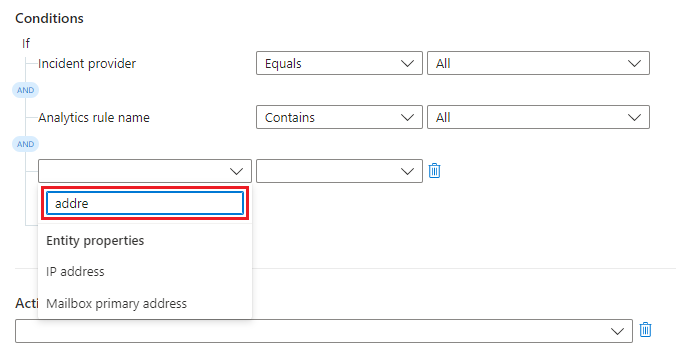 Conditions
If
Incident provider Equals All
AND
Analytics rule name Contains All
AND
addre
Entity properties
IP address
Mailbox primary address
Acti